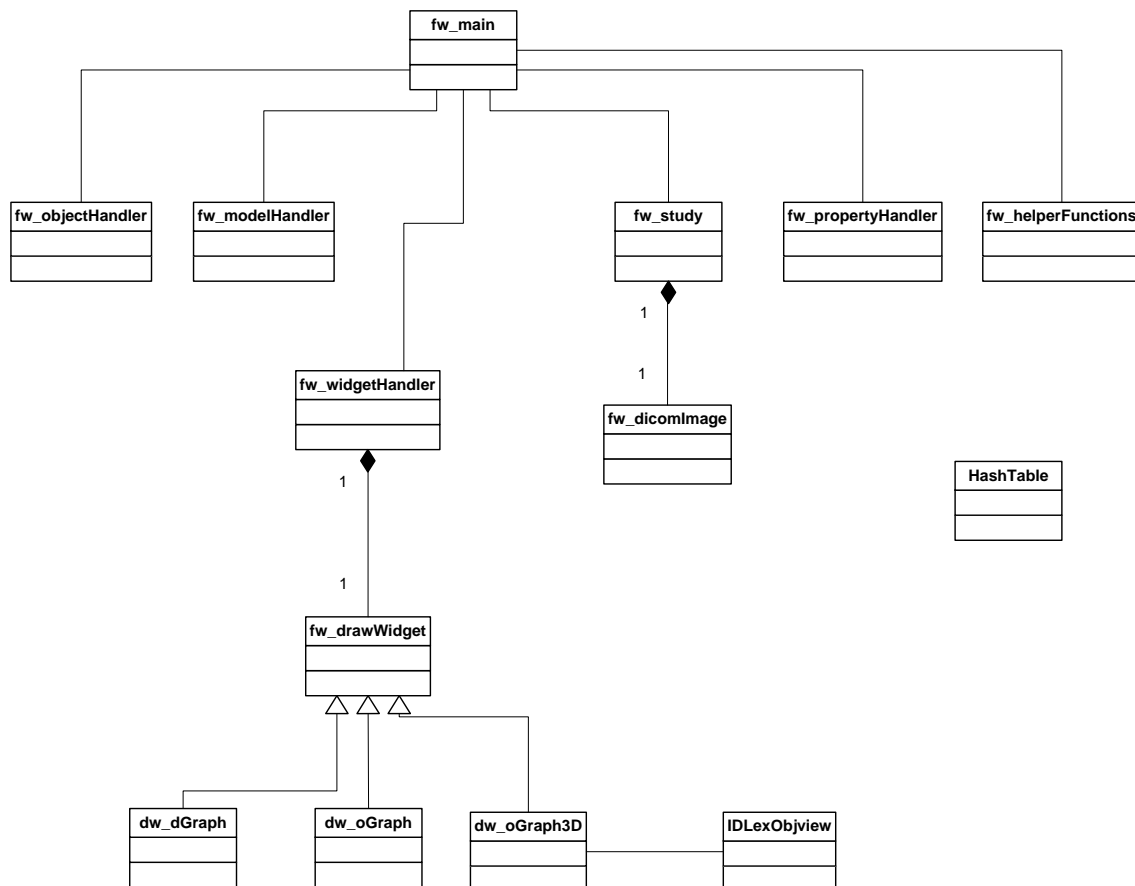 fw_main
fw_objectHandler
fw_modelHandler
fw_study
fw_propertyHandler
fw_helperFunctions
1
1
fw_widgetHandler
fw_dicomImage
1
HashTable
1
fw_drawWidget
dw_dGraph
dw_oGraph
dw_oGraph3D
IDLexObjview